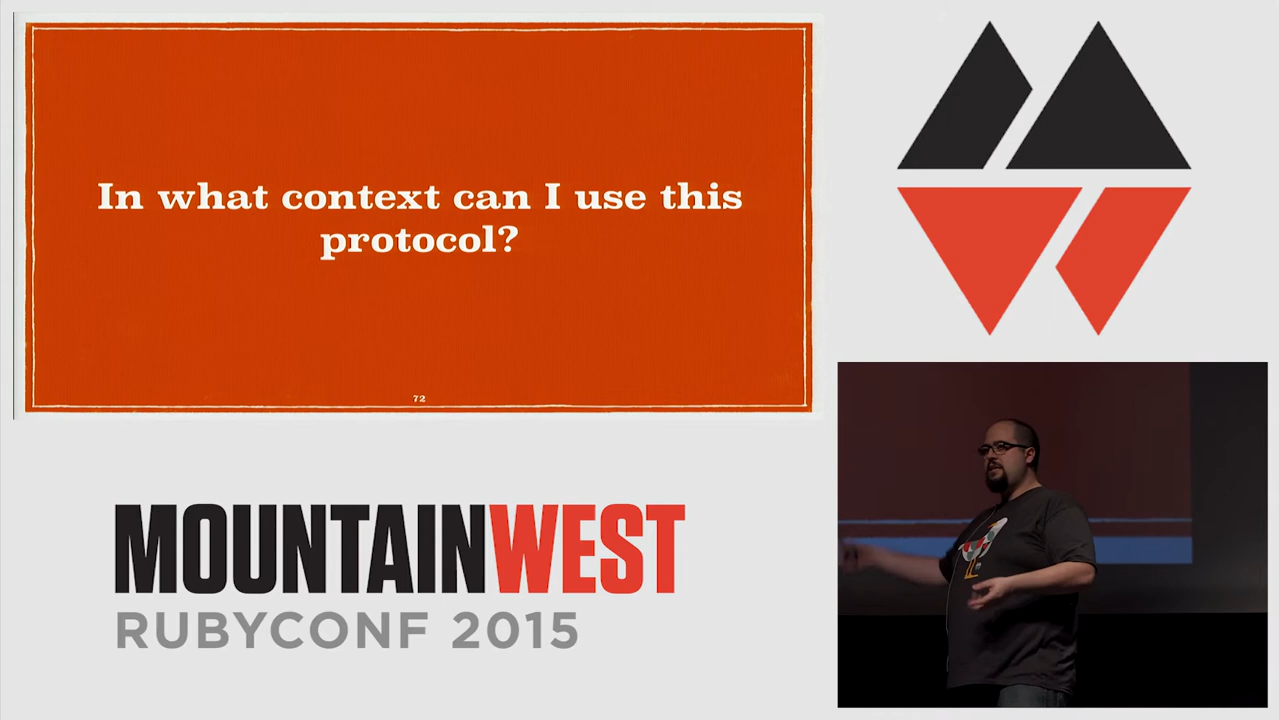 In what context can I use this
protocol?
72
MOUNTAINWEST
RUBYCONF 2015